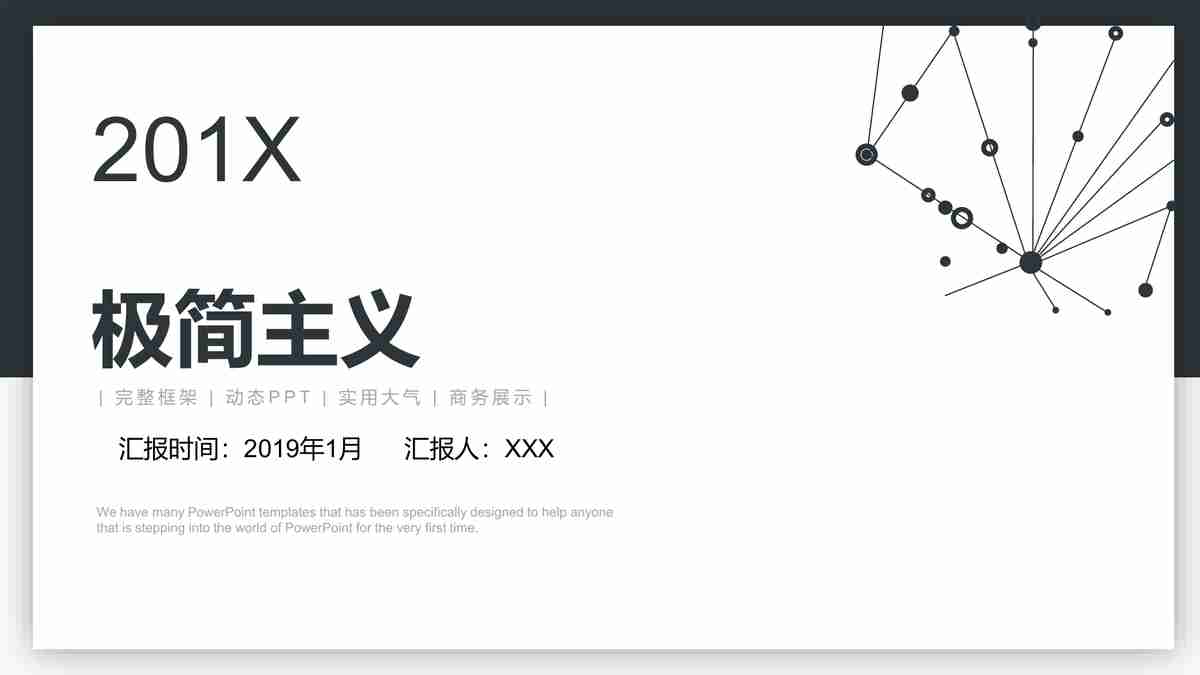 201X
极简主义
| 完整框架 | 动态PPT | 实用大气 | 商务展示 |
汇报时间：2019年1月 汇报人：XXX
We have many PowerPoint templates that has been specifically designed to help anyone
that is stepping into the world of PowerPoint for the very first time.